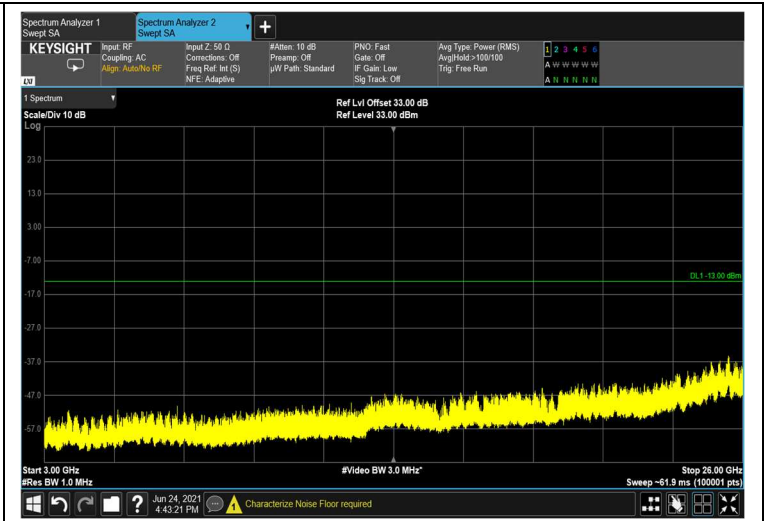 Spectrum Analyzer 1
Swept SA
Spectrum Analyzer 2
Swept SA
+
KEYSIGHT
Input: RF
Coupling: AC
Align: Auto/No RF
Input Z: 50 Ω
Corrections: Off
Freq Ref: Int (S)
NFE: Adaptive
#Atten: 10 dB
Preamp: Off
µW Path: Standard
PNO: Fast
Gate: Off
IF Gain: Low
Sig Track: Off
Avg Type: Power (RMS)
Avg|Hold:>100/100
Trig: Free Run
1 2 3 4 5 6
A W W W W W
A N N N N N
LXI
1 Spectrum
Scale/Div 10 dB
Log
Ref Lvl Offset 33.00 dB
Ref Level 33.00 dBm
23.0
13.0
3.00
-7.00
DL1 -13.00 dBm
-17.0
-27.0
-37.0
-47.0
-57.0
Start 3.00 GHz
#Res BW 1.0 MHz
#Video BW 3.0 MHz*
Stop 26.00 GHz
Sweep ~61.9 ms (100001 pts)
?
Jun 24, 2021
4:43:21 PM
1
Characterize Noise Floor required